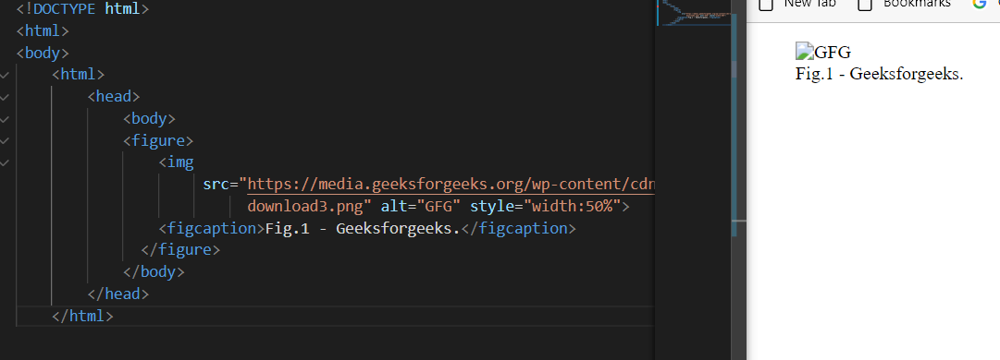 <!DOCTYPE html>
<html>
<body>
<html>
<head>
<body>
<figure>
<img
src="https://media.geeksforgeeks.org/wp-content/cdn
download3.png" alt="GFG" style="width:50%">
<figcaption>Fig.1 - Geeksforgeeks.</figcaption>
</figure>
</body>
</head>
</html>
New Tab Bookmarks
GFG
Fig.1 - Geeksforgeeks.